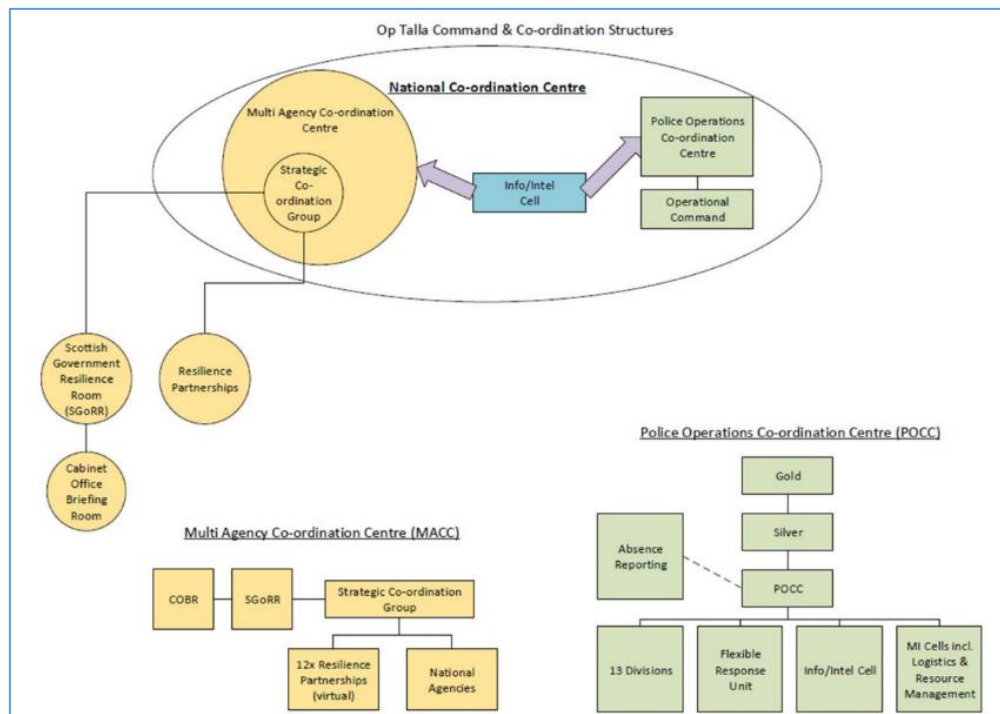 Op Talla Command & Co-ordination Structures
National Co-ordination Centre
Multi Agency Co-ordination
Centre
Strategic
Co-
ordination
Group
Info/Intel
Cell
Police Operations
Co-ordination
Centre
Operational
Command
Scottish
Government
Resilience
Room
(SGoRR)
Resilience
Partnerships
Cabinet
Office
Briefing
Room
Multi Agency Co-ordination Centre (MACC)
COBR
SGoRR
Strategic Co-ordination
Group
12x Resilience
Partnerships
(virtual)
National
Agencies
Police Operations Co-ordination Centre (POCC)
Gold
Silver
Absence
Reporting
POCC
13 Divisions
Flexible
Response
Unit
Info/Intel Cell
MI Cells incl.
Logistics &
Resource
Management